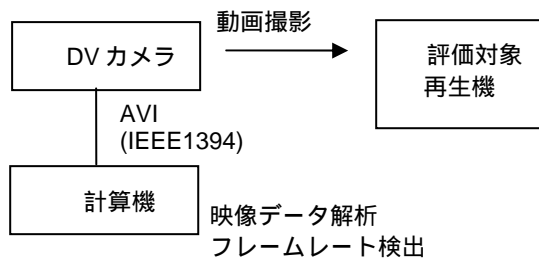 動画撮影
DV カメラ
評価対象
再生機
AVI
(IEEE1394)
計算機
映像データ解析
フレームレート検出